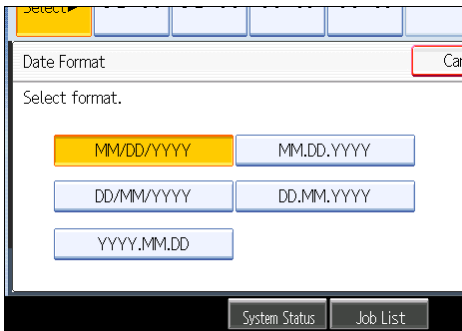 Select►
Date Format
Select format.
MM/DD/YYYY MM.DD.YYYY
DD/MM/YYYY DD.MM.YYYY
YYYY.MM.DD
System Status Job List